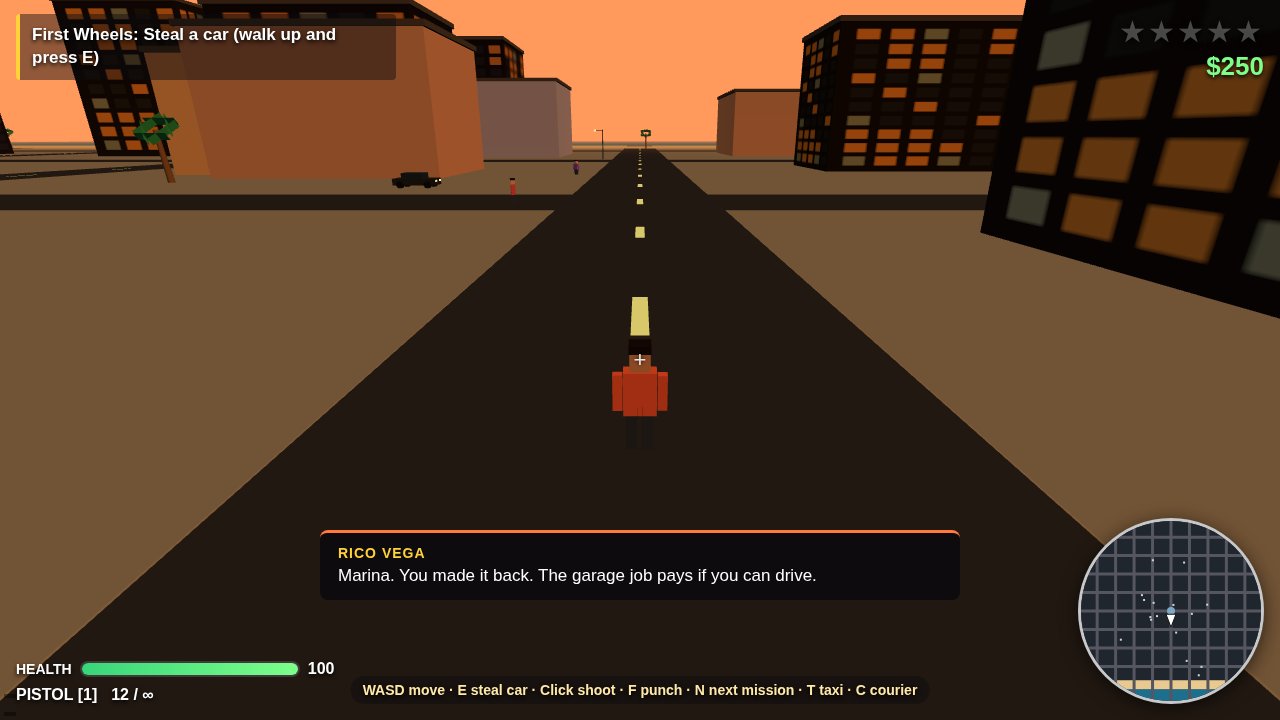 First Wheels: Steal a car (walk up and
press E)
★★★★★
$250
RICO VEGA
Marina. You made it back. The garage job pays if you can drive.
HEALTH 100
PISTOL [1] 12 / ∞
WASD move · E steal car · Click shoot · F punch · N next mission · T taxi · C courier